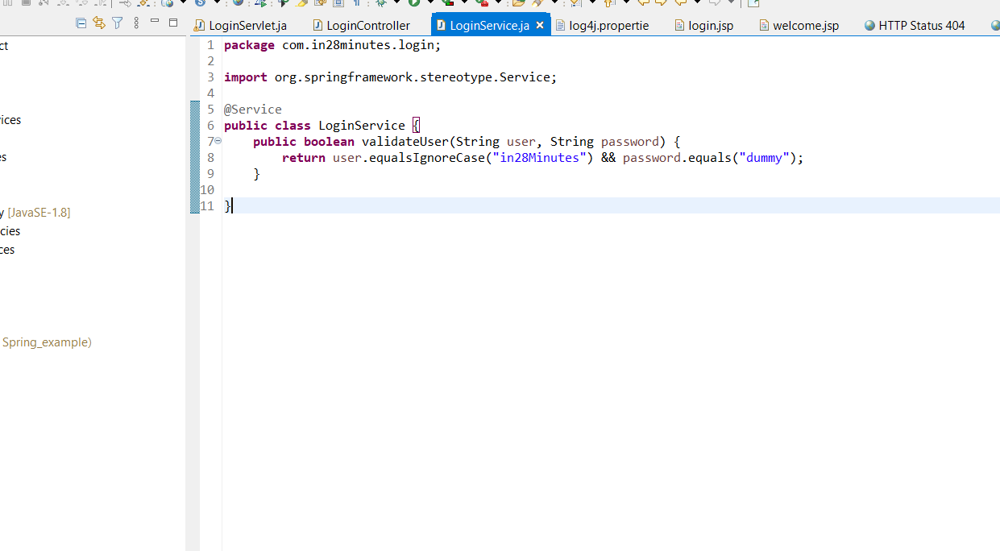 LoginServlet.ja LoginController LoginService.ja log4j.propertie login.jsp welcome.jsp HTTP Status 404
ct
ices
es
y [JavaSE-1.8]
cies
ces
Spring_example)
1 package com.in28minutes.login;
2
3 import org.springframework.stereotype.Service;
4
5 @Service
6 public class LoginService {
7 public boolean validateUser(String user, String password) {
8 return user.equalsIgnoreCase("in28Minutes") && password.equals("dummy");
9 }
10
11 }